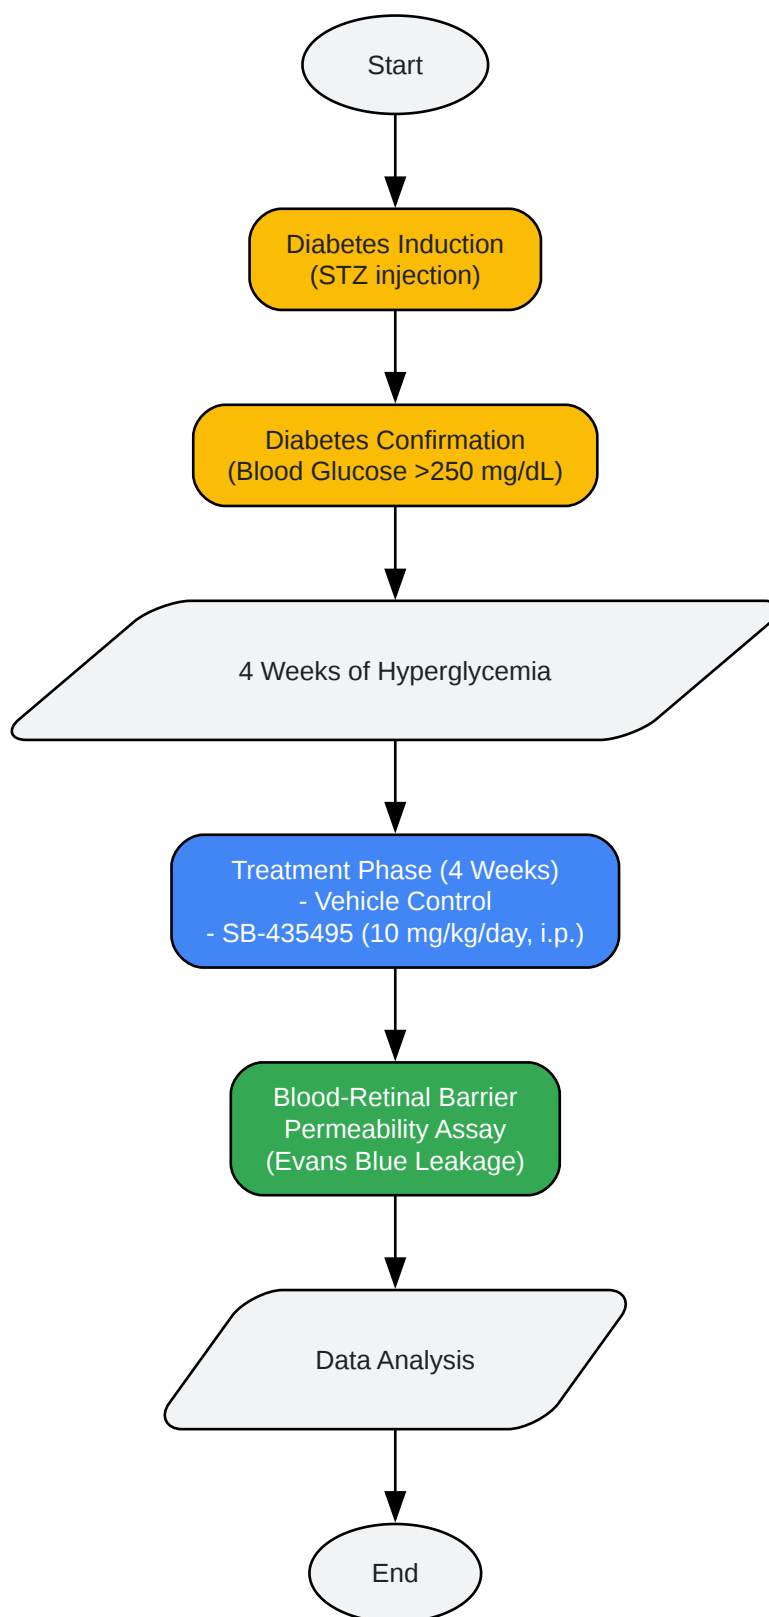 Start
Diabetes Induction
(STZ injection)
Diabetes Confirmation
(Blood Glucose >250 mg/dL)
4 Weeks of Hyperglycemia
Treatment Phase (4 Weeks)
- Vehicle Control
- SB-435495 (10 mg/kg/day, i.p.)
Blood-Retinal Barrier
Permeability Assay
(Evans Blue Leakage)
Data Analysis
End